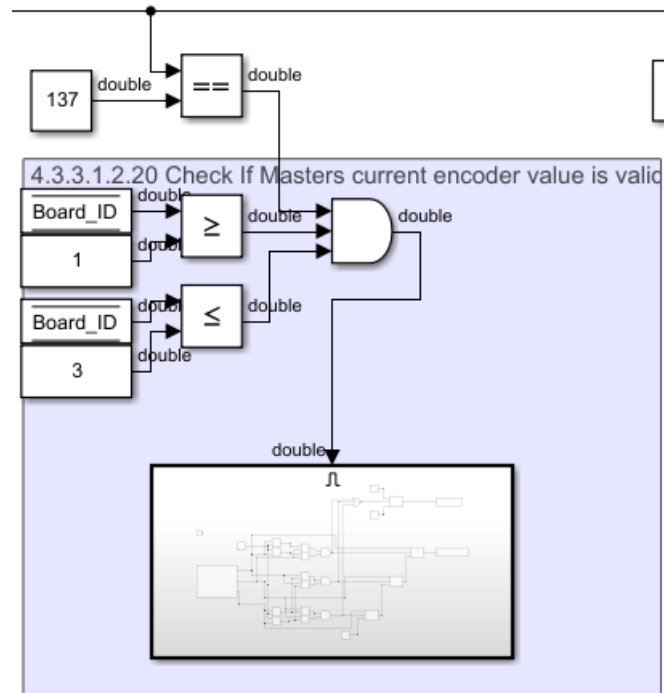 double
double
137
==
4.3.3.1.2.20 Check If Masters current encoder value is valid
double
Board_ID
≥
double
double
1
double
Board_ID
double
≤
double
3
double
double